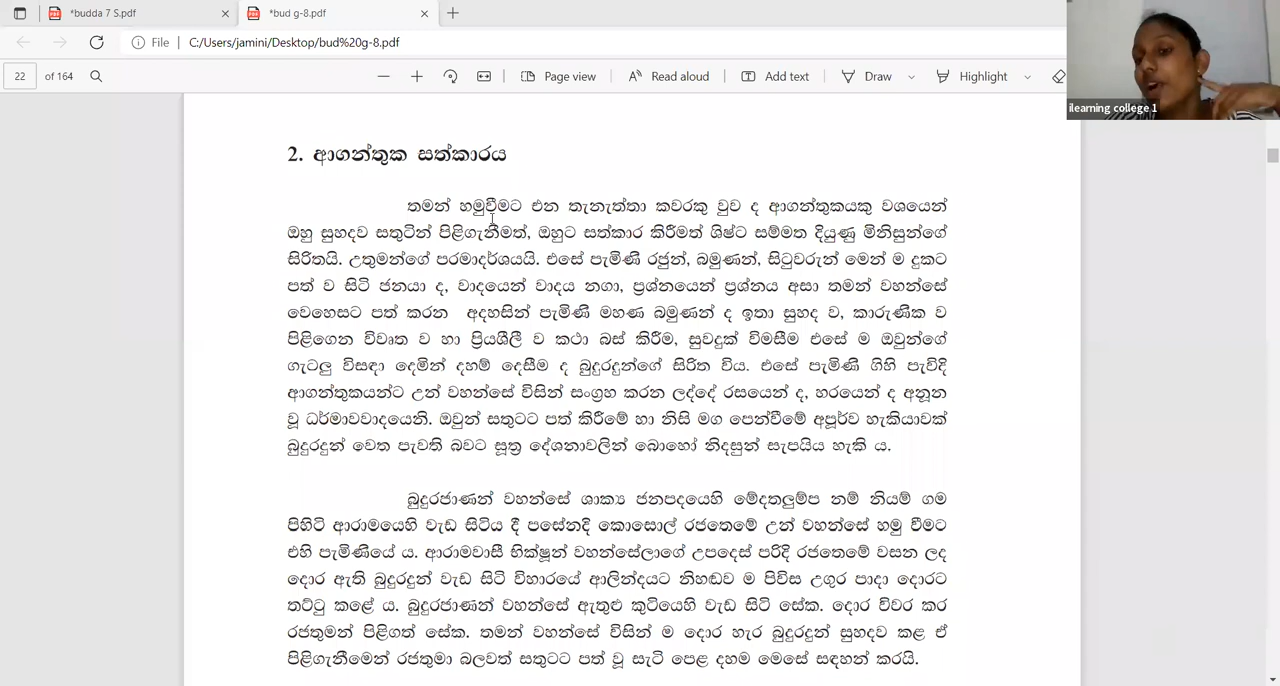 *budda 7 S.pdf
*bud g-8.pdf
File
C:/Users/jamini/Desktop/bud%20g-8.pdf
22 of 164
Page view
Read aloud
Add text
Draw
Highlight
ilearning college 1
2. ආගන්තුක සත්කාරය
තමන් හමුවීමට එන තැනැත්තා කවරකු වුව ද ආගන්තුකයකු වශයෙන්
ඔහු සුහදව සතුටින් පිළිගැනීමත්, ඔහුට සත්කාර කිරීමත් ශිෂ්ට සම්මත දියුණු මිනිසුන්ගේ
සිරිතයි. උතුමන්ගේ පරමාදර්ශයයි. එසේ පැමිණි රජුන්, බමුණන්, සිටුවරුන් මෙන් ම දුකට
පත් ව සිටි ජනයා ද, වාදයෙන් වාදය නගා, ප්‍රශ්නයෙන් ප්‍රශ්නය අසා තමන් වහන්සේ
වෙහෙසට පත් කරන අදහසින් පැමිණි මහණ බමුණන් ද ඉතා සුහද ව, කාරුණික ව
පිළිගෙන විවෘත ව හා ප්‍රියශීලී ව කථා බස් කිරීම, සුවදුක් විමසීම එසේ ම ඔවුන්ගේ
ගැටලු විසඳා දෙමින් දහම් දෙසීම ද බුදුරදුන්ගේ සිරිත විය. එසේ පැමිණි ගිහි පැවිදි
ආගන්තුකයන්ට උන් වහන්සේ විසින් සංග්‍රහ කරන ලද්දේ රසයෙන් ද, හරයෙන් ද අනූන
වූ ධර්මාවවාදයෙනි. ඔවුන් සතුටට පත් කිරීමේ හා නිසි මග පෙන්වීමේ අපූර්ව හැකියාවක්
බුදුරදුන් වෙත පැවති බවට සූත්‍ර දේශනාවලින් බොහෝ නිදසුන් සැපයිය හැකි ය.
බුදුරජාණන් වහන්සේ ශාක්‍ය ජනපදයෙහි මේදතලුම්ප නම් නියම් ගම
පිහිටි ආරාමයෙහි වැඩ සිටිය දී පසේනදි කොසොල් රජතෙමේ උන් වහන්සේ හමු වීමට
එහි පැමිණියේ ය. ආරාමවාසී භික්ෂූන් වහන්සේලාගේ උපදෙස් පරිදි රජතෙමේ වසන ලද
දොර ඇති බුදුරදුන් වැඩ සිටි විහාරයේ ආලින්දයට නිහඬව ම පිවිස උගුර පාදා දොරට
තට්ටු කළේ ය. බුදුරජාණන් වහන්සේ ඇතුළු කුටියෙහි වැඩ සිටි සේක. දොර විවර කර
රජතුමන් පිළිගත් සේක. තමන් වහන්සේ විසින් ම දොර හැර බුදුරදුන් සුහදව කළ ඒ
පිළිගැනීමෙන් රජතුමා බලවත් සතුටට පත් වූ සැටි පෙළ දහම මෙසේ සඳහන් කරයි.